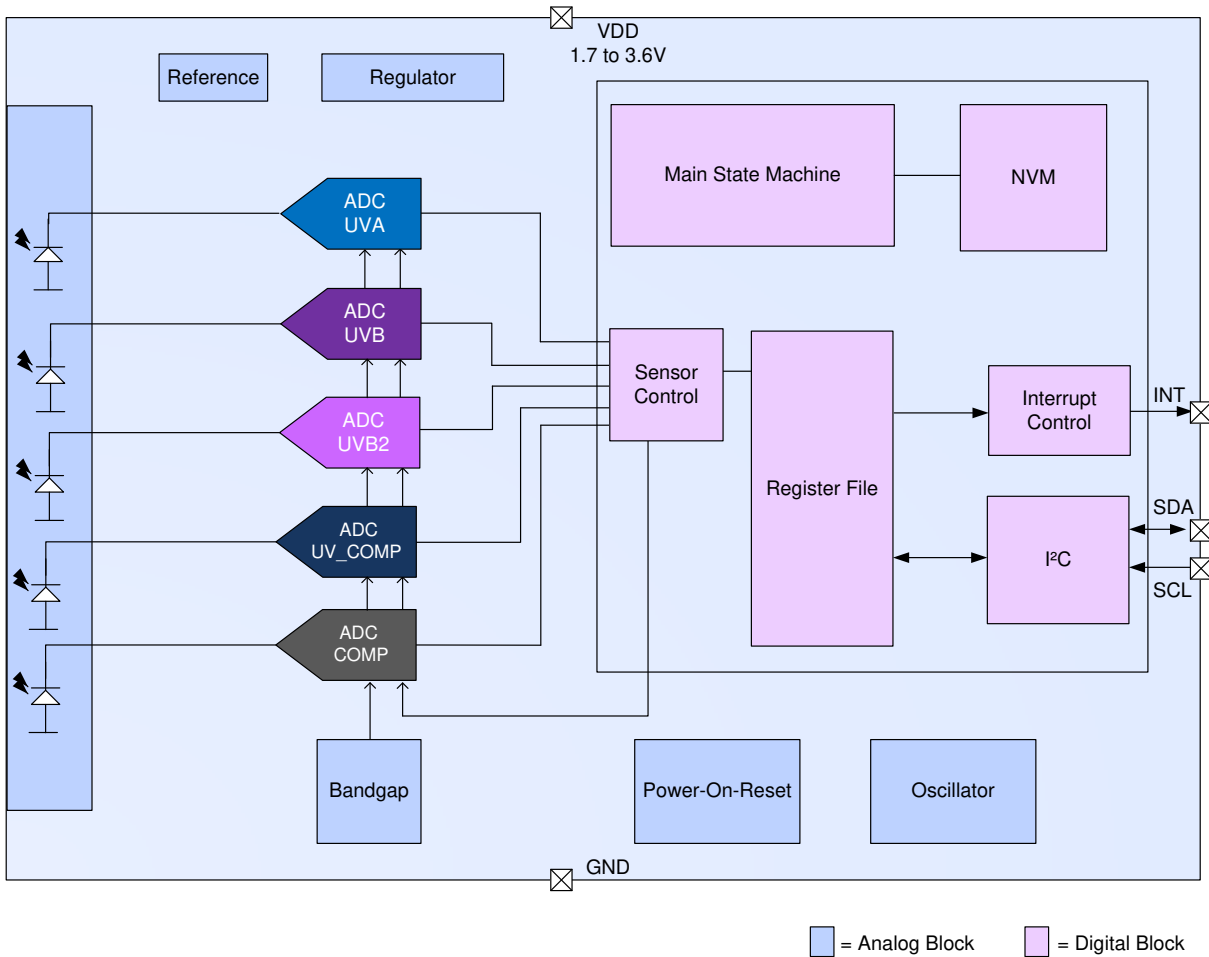 VDD
1.7 to 3.6V
Reference
Regulator
Main State Machine
NVM
ADC
UVA
ADC
UVB
ADC
UVB2
ADC
UV_COMP
ADC
COMP
Sensor
Control
Register File
Interrupt
Control
INT
I²C
SDA
SCL
Bandgap
Power-On-Reset
Oscillator
GND
= Analog Block
= Digital Block